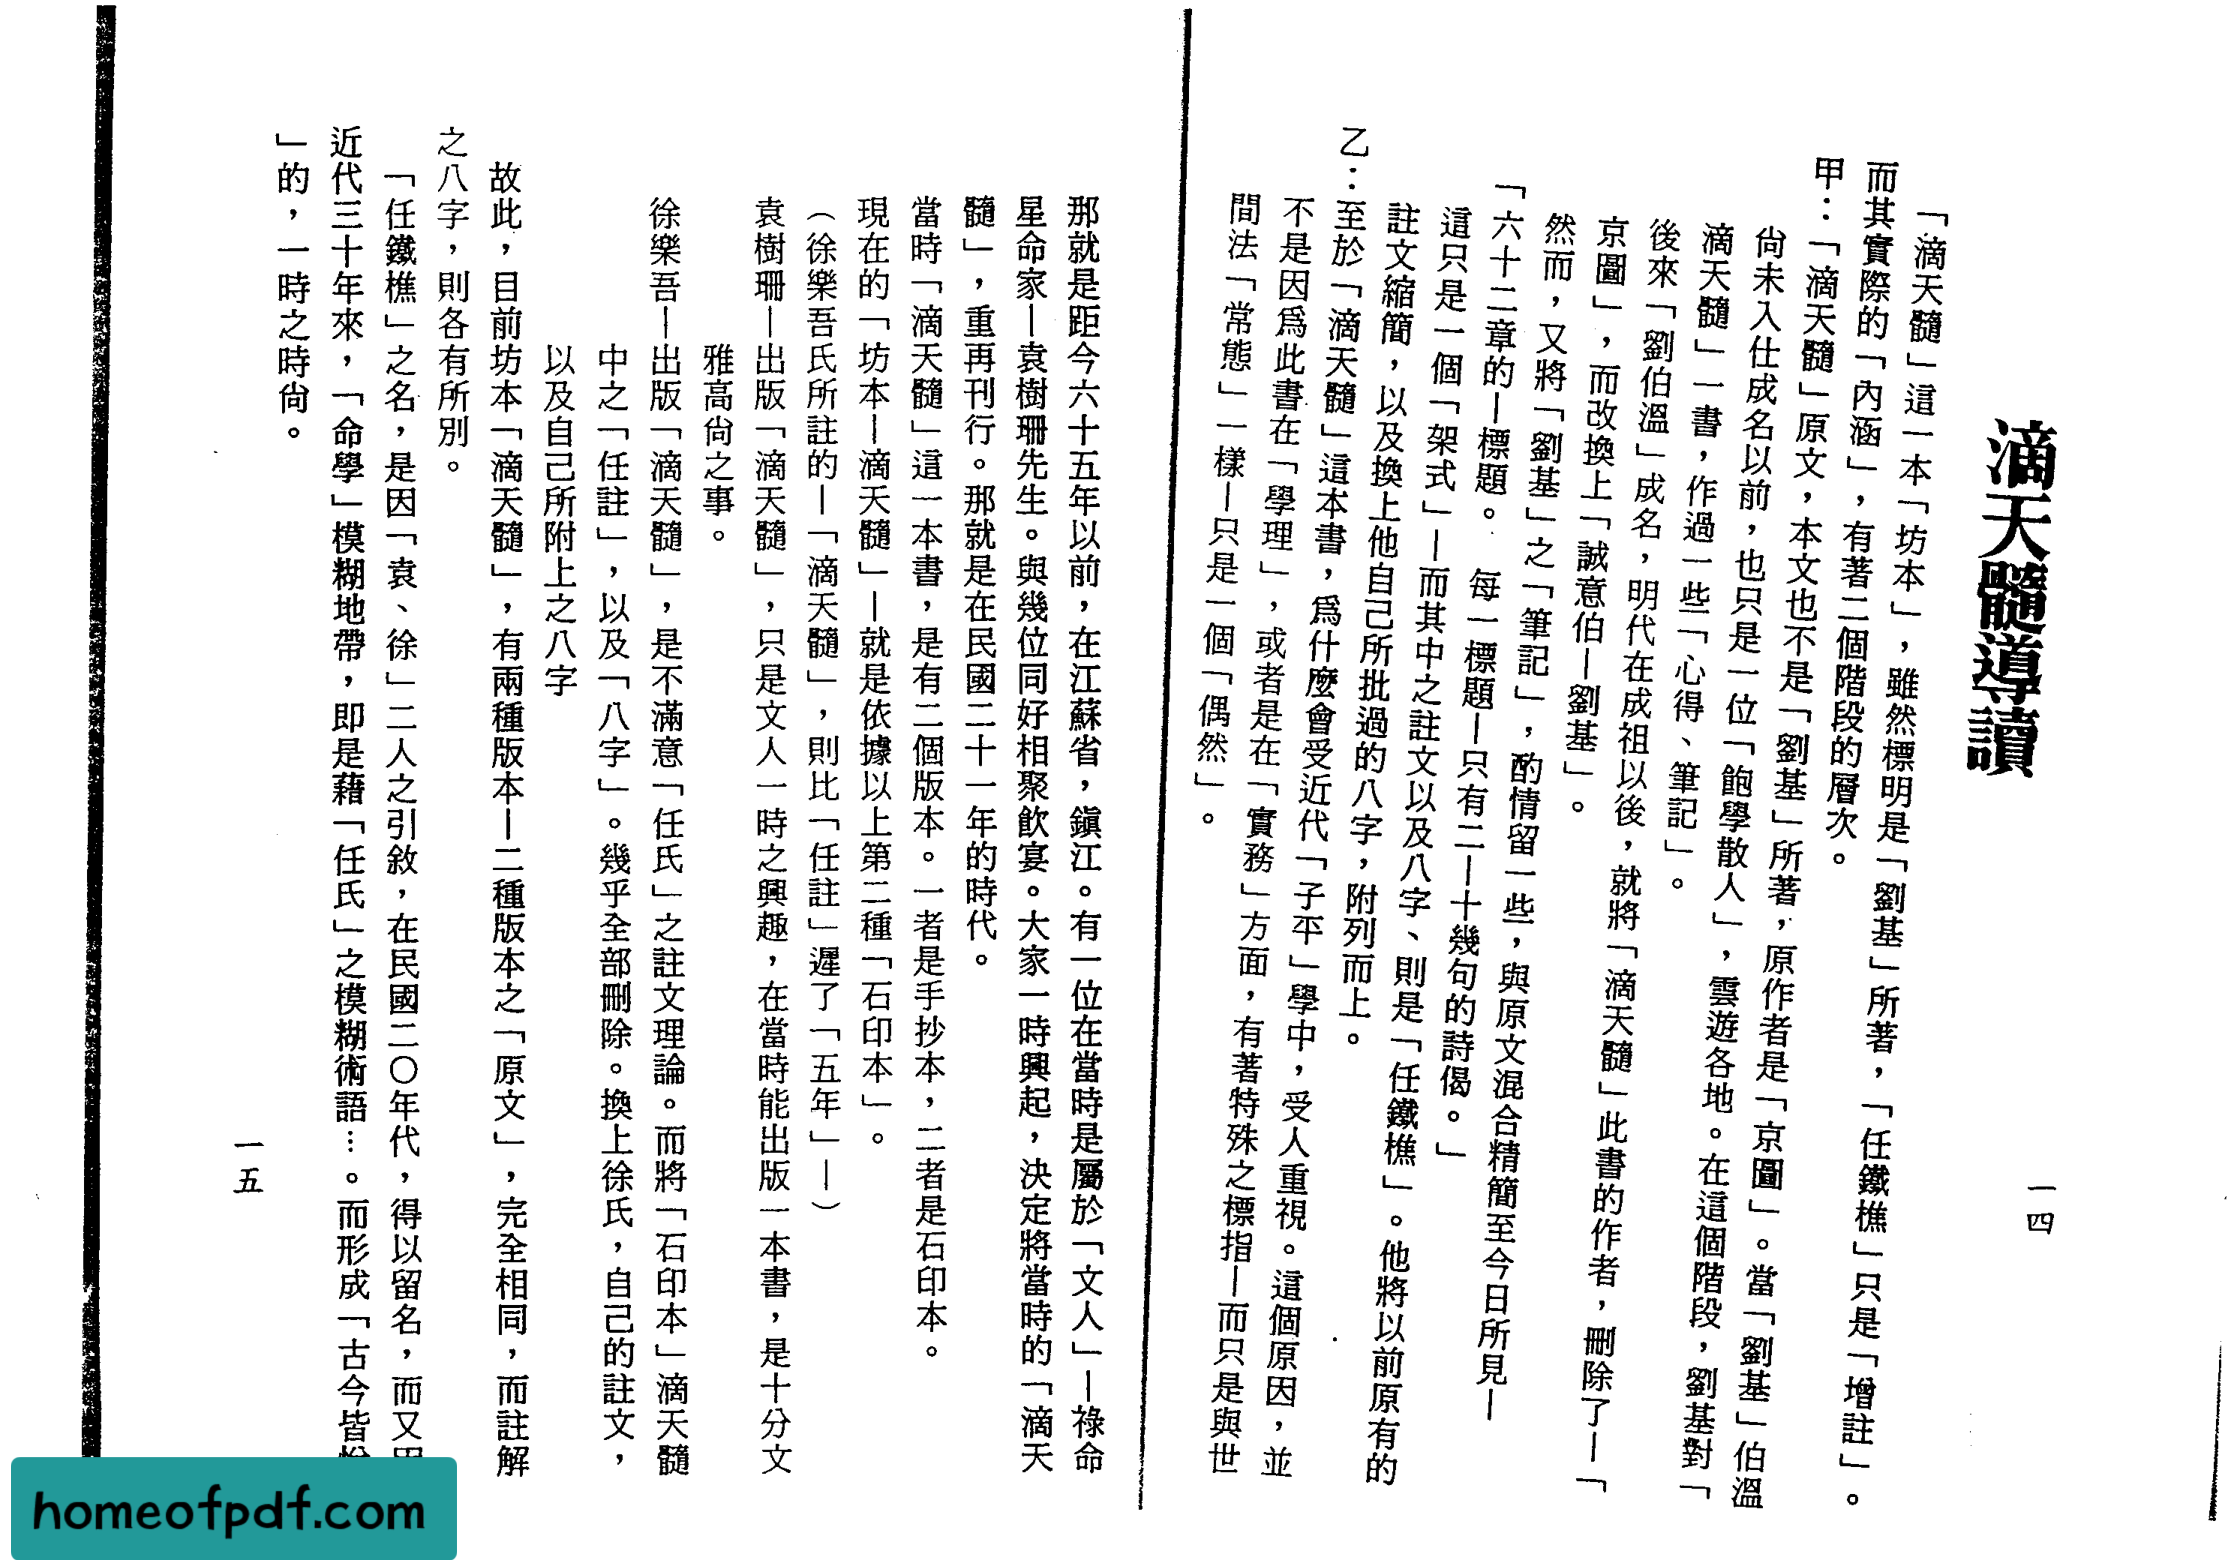 滴天髓導讀
一四
「滴天髓」這一本「坊本」，雖然標明是「劉基」所著，「任鐵樵」只是「增註」。
而其實際的「內涵」，有著二個階段的層次。
甲：「滴天髓」原文，本文也不是「劉基」所著，原作者是「京圖」。當「劉基」伯溫
尙未入仕成名以前，也只是一位「飽學散人」，雲遊各地。在這個階段，劉基對「
滴天髓」一書，作過一些「心得、筆記」。
後來「劉伯溫」成名，明代在成祖以後，就將「滴天髓」此書的作者，刪除了—「
京圖」，而改換上「誠意伯—劉基」。
然而，又將「劉基」之「筆記」，酌情留一些，與原文混合精簡至今日所見—
「六十二章的—標題。每一標題—只有二—十幾句的詩偈。」
這只是一個「架式」—而其中之註文以及八字、則是「任鐵樵」。他將以前原有的
註文縮簡，以及換上他自己所批過的八字，附列而上。
乙：至於「滴天髓」這本書，爲什麼會受近代「子平」學中，受人重視。這個原因，並
不是因爲此書在「學理」，或者是在「實務」方面，有著特殊之標指—而只是與世
間法「常態」一樣—只是一個「偶然」。
那就是距今六十五年以前，在江蘇省，鎭江。有一位在當時是屬於「文人」—祿命
星命家—袁樹珊先生。與幾位同好相聚飲宴。大家一時興起，決定將當時的「滴天
髓」，重再刊行。那就是在民國二十一年的時代。
當時「滴天髓」這一本書，是有二個版本。一者是手抄本，二者是石印本。
現在的「坊本—滴天髓」—就是依據以上第二種「石印本」。
（徐樂吾氏所註的—「滴天髓」，則比「任註」遲了「五年」—）
袁樹珊—出版「滴天髓」，只是文人一時之興趣，在當時能出版一本書，是十分文
雅高尙之事。
徐樂吾—出版「滴天髓」，是不滿意「任氏」之註文理論。而將「石印本」滴天髓
中之「任註」，以及「八字」。幾乎全部刪除。換上徐氏，自己的註文，
以及自己所附上之八字
故此，目前坊本「滴天髓」，有兩種版本—二種版本之「原文」，完全相同，而註解
之八字，則各有所別。
「任鐵樵」之名，是因「袁、徐」二人之引敘，在民國二〇年代，得以留名，而又
近代三十年來，「命學」模糊地帶，即是藉「任氏」之模糊術語…。而形成「古今皆
」的，一時之時尙。
一五
homeofpdf.com